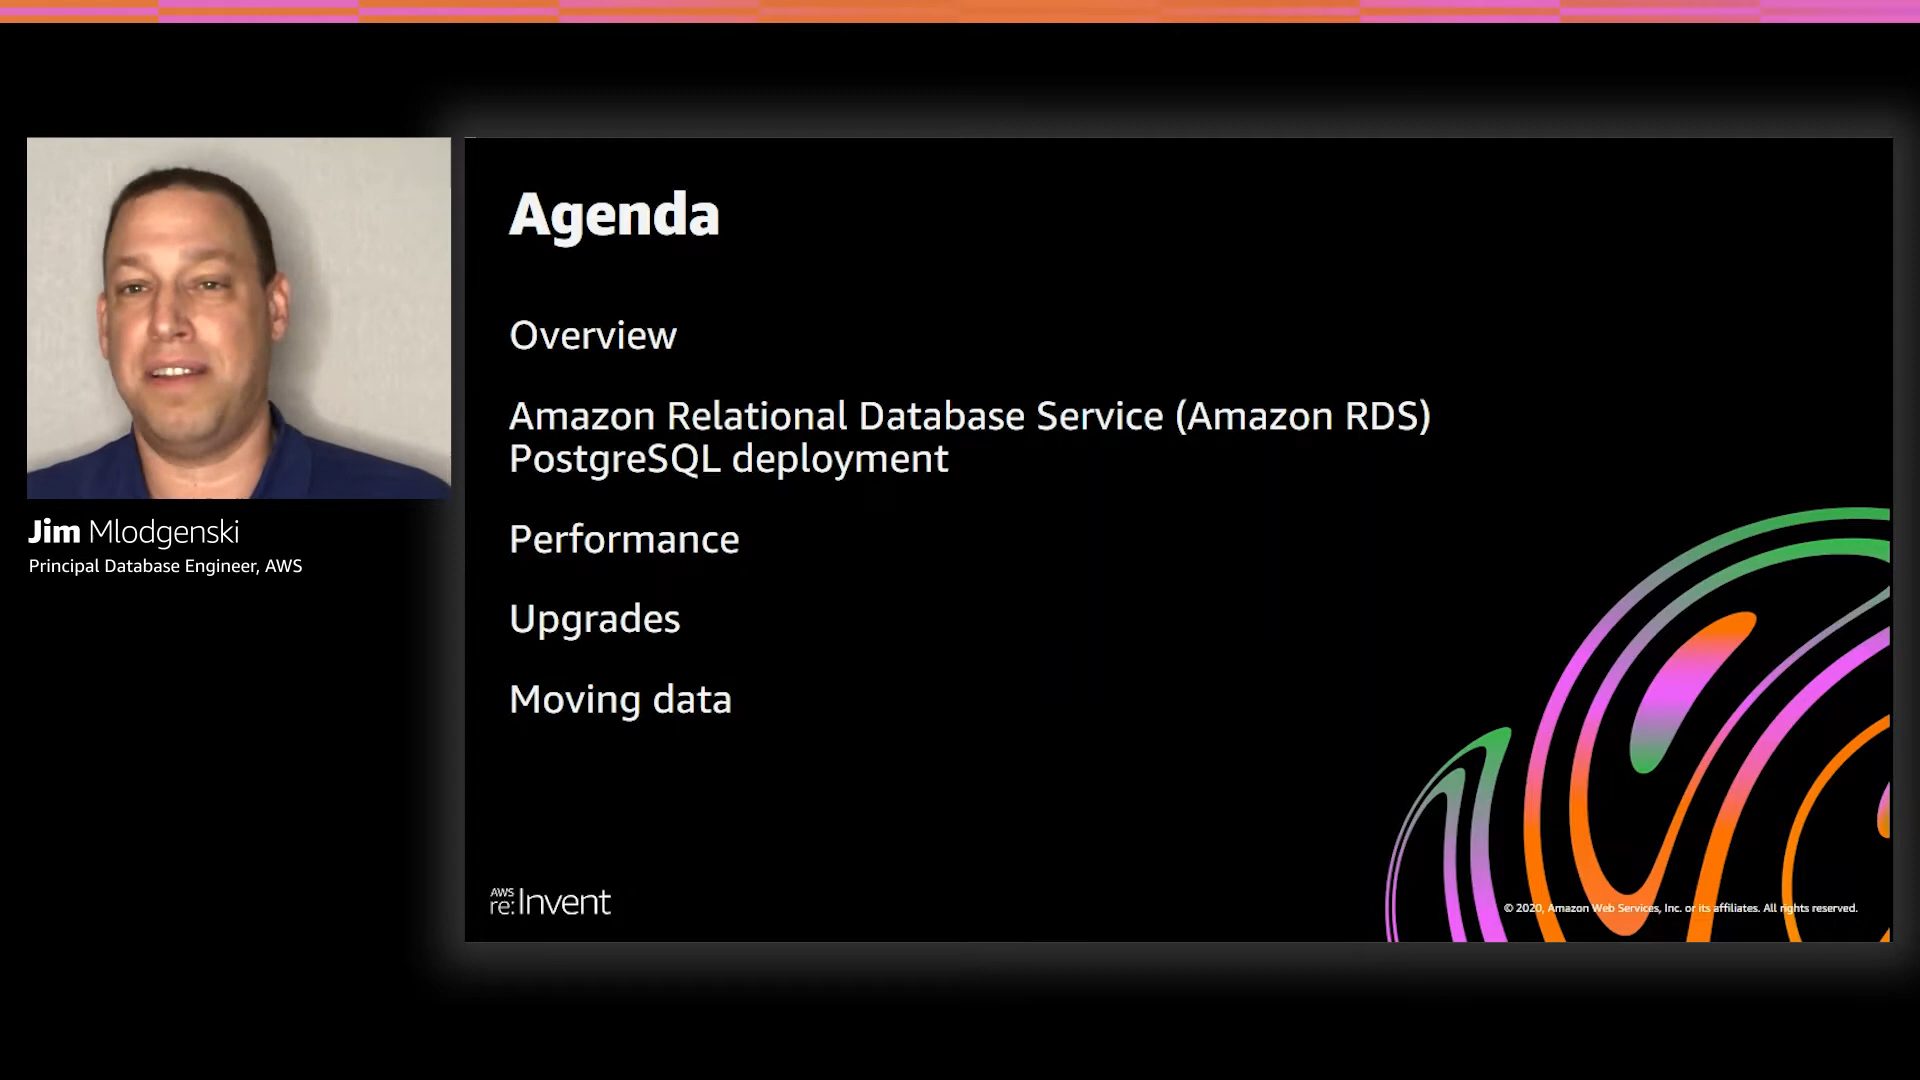 Agenda
Overview
Amazon Relational Database Service (Amazon RDS)
PostgreSQL deployment
Performance
Upgrades
Moving data
Jim Mlodgenski
Principal Database Engineer, AWS
AWS
re:Invent
© 2020, Amazon Web Services, Inc. or its affiliates. All rights reserved.